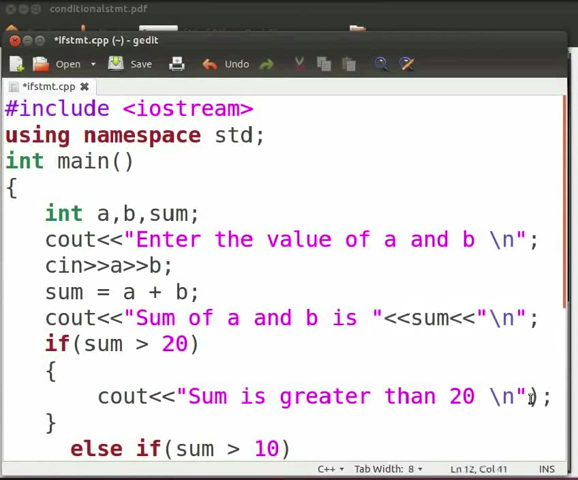 conditionalstmt.pdf
*ifstmt.cpp (~) - gedit
Open Save Undo
*ifstmt.cpp
#include <iostream>
using namespace std;
int main()
{
int a,b,sum;
cout<<"Enter the value of a and b \n";
cin>>a>>b;
sum = a + b;
cout<<"Sum of a and b is "<<sum<<"\n";
if(sum > 20)
{
cout<<"Sum is greater than 20 \n");
}
else if(sum > 10)
C++ Tab Width: 8 Ln 12, Col 41 INS